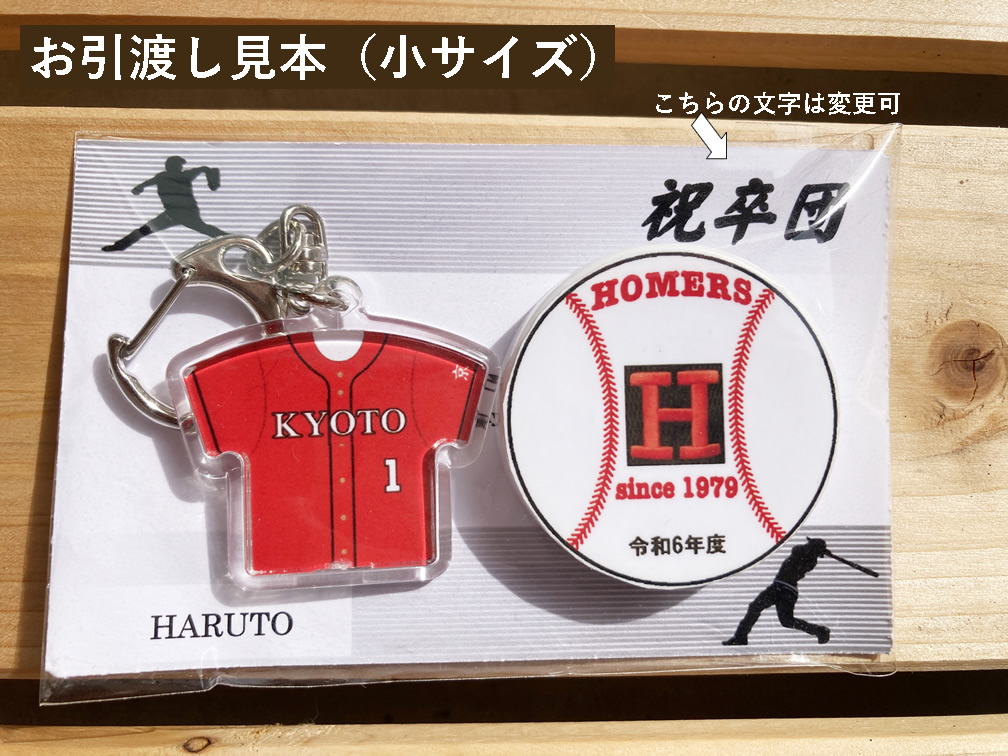 お引渡し見本（小サイズ）
こちらの文字は変更可
祝卒団
HOMERS
京
KYOTO
1
H
since 1979
令和6年度
HARUTO